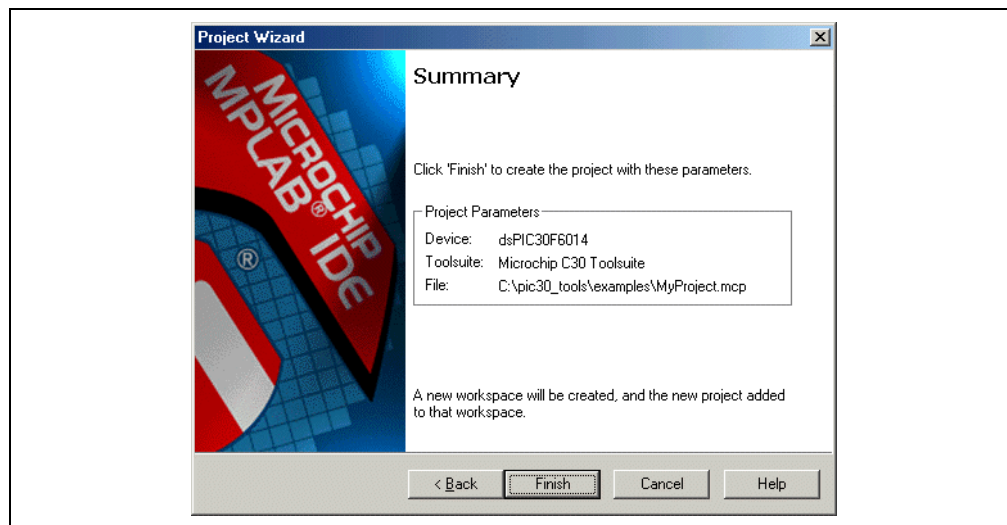 Project Wizard
MICROCHIP
MPLAB® IDE
®
Summary
Click 'Finish' to create the project with these parameters.
Project Parameters
Device: dsPIC30F6014
Toolsuite: Microchip C30 Toolsuite
File: C:\pic30_tools\examples\MyProject.mcp
A new workspace will be created, and the new project added
to that workspace.
< Back Finish Cancel Help